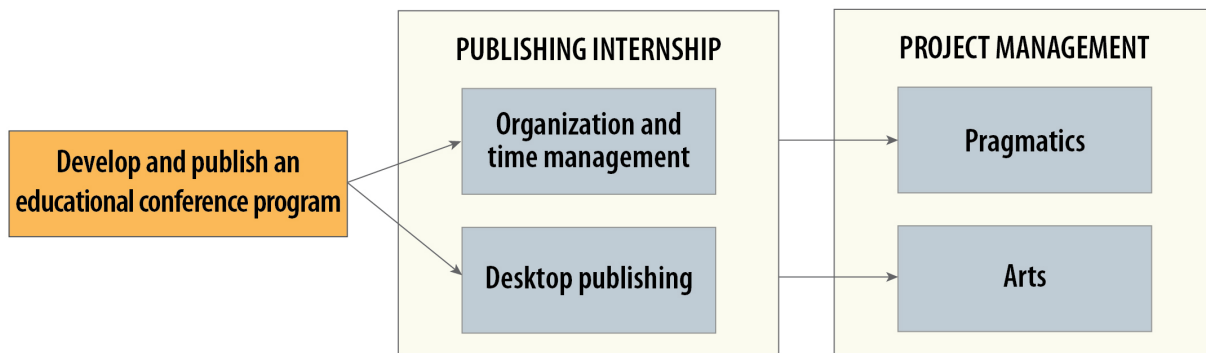 PUBLISHING INTERNSHIP
PROJECT MANAGEMENT
Develop and publish an
educational conference program
Organization and
time management
Pragmatics
Desktop publishing
Arts